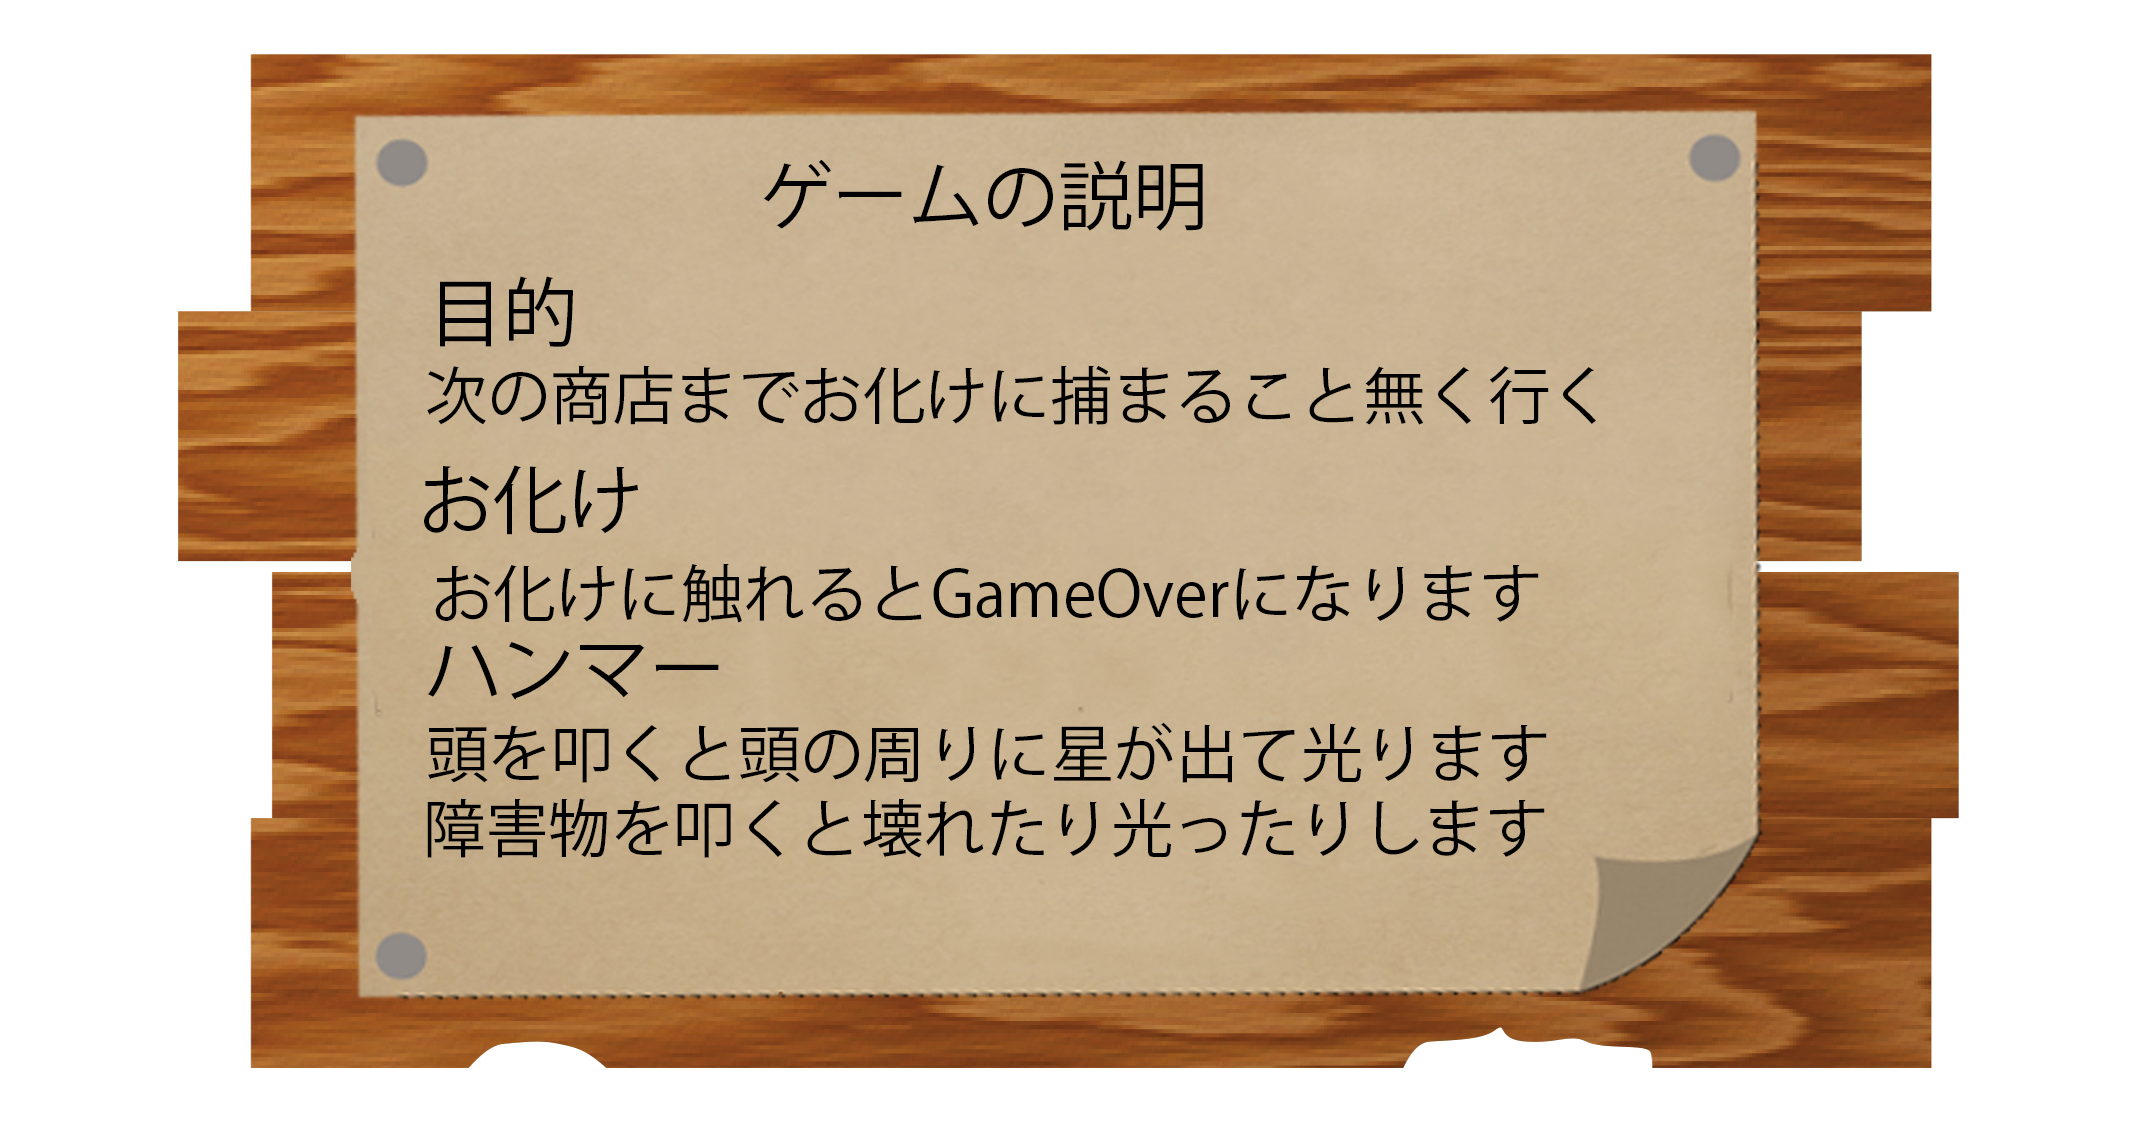 ゲームの説明
目的
次の商店までお化けに捕まること無く行く
お化け
お化けに触れるとGameOverになります
ハンマー
頭を叩くと頭の周りに星が出て光ります
障害物を叩くと壊れたり光ったりします